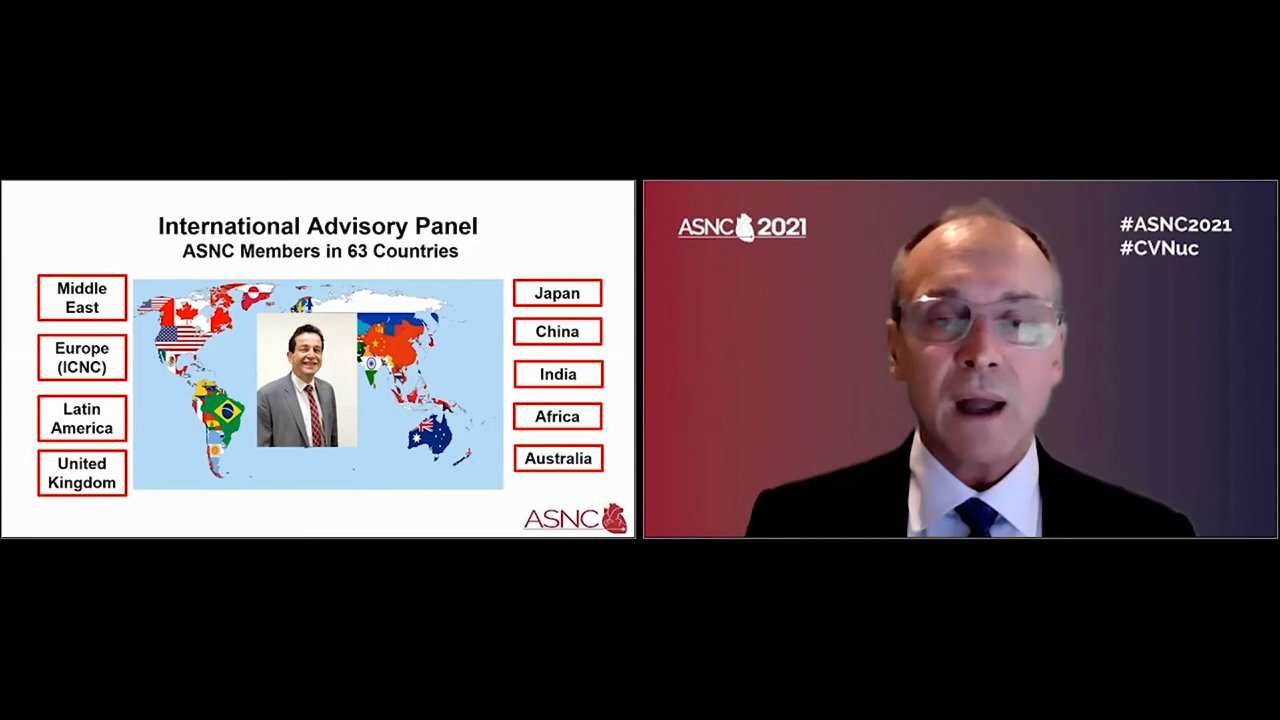 International Advisory Panel
ASNC Members in 63 Countries
Middle
East
Europe
(ICNC)
Latin
America
United
Kingdom
Japan
China
India
Africa
Australia
ASNC
ASNC 2021
#ASNC2021
#CVNuc